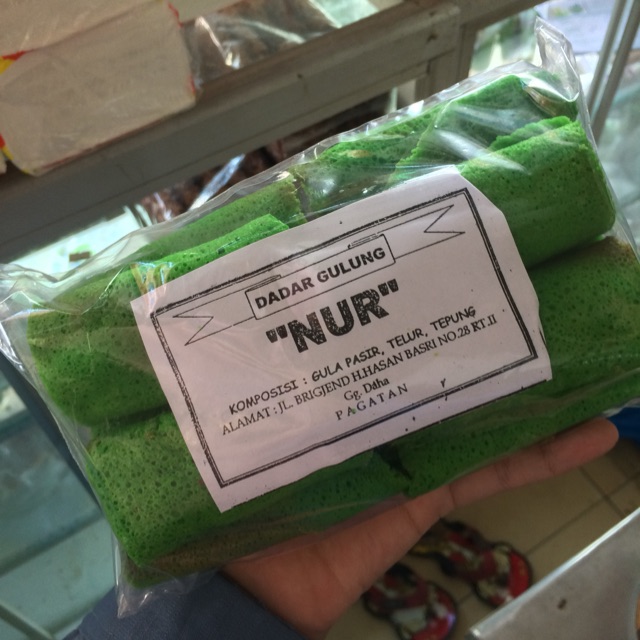 DADAR GULUNG
"NUR"
KOMPOSISI : GULA PASIR, TELUR, TEPUNG
ALAMAT : JL. BRIGJEND H.HASAN BASRI NO.28 RT.II
Gg. Datra
PAGATAN